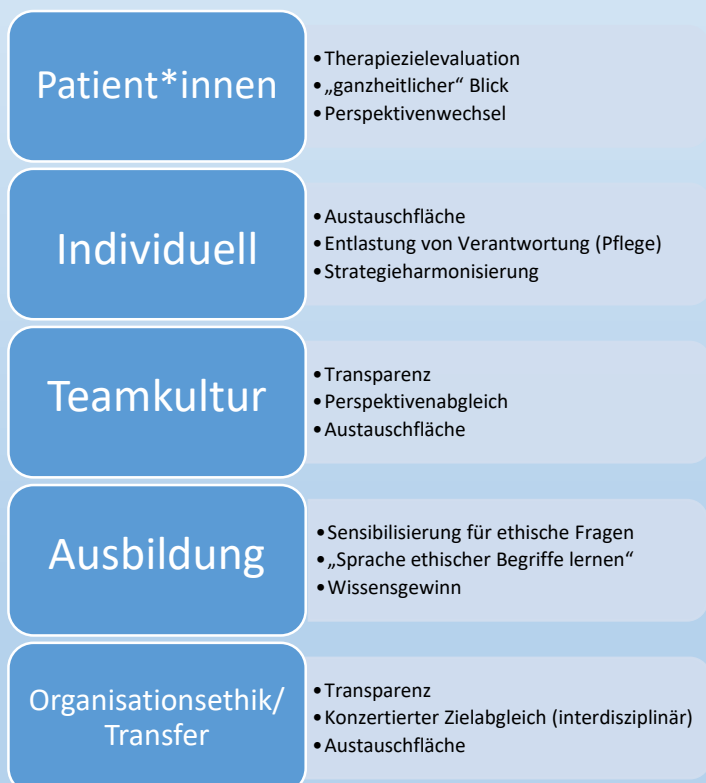 Patient*innen
• Therapiezielevaluation
• „ganzheitlicher“ Blick
• Perspektivenwechsel
Individuell
• Austauschfläche
• Entlastung von Verantwortung (Pflege)
• Strategieharmonisierung
Teamkultur
• Transparenz
• Perspektivenabgleich
• Austauschfläche
Ausbildung
• Sensibilisierung für ethische Fragen
• „Sprache ethischer Begriffe lernen“
• Wissensgewinn
Organisationsethik/
Transfer
• Transparenz
• Konzertierter Zielabgleich (interdisziplinär)
• Austauschfläche